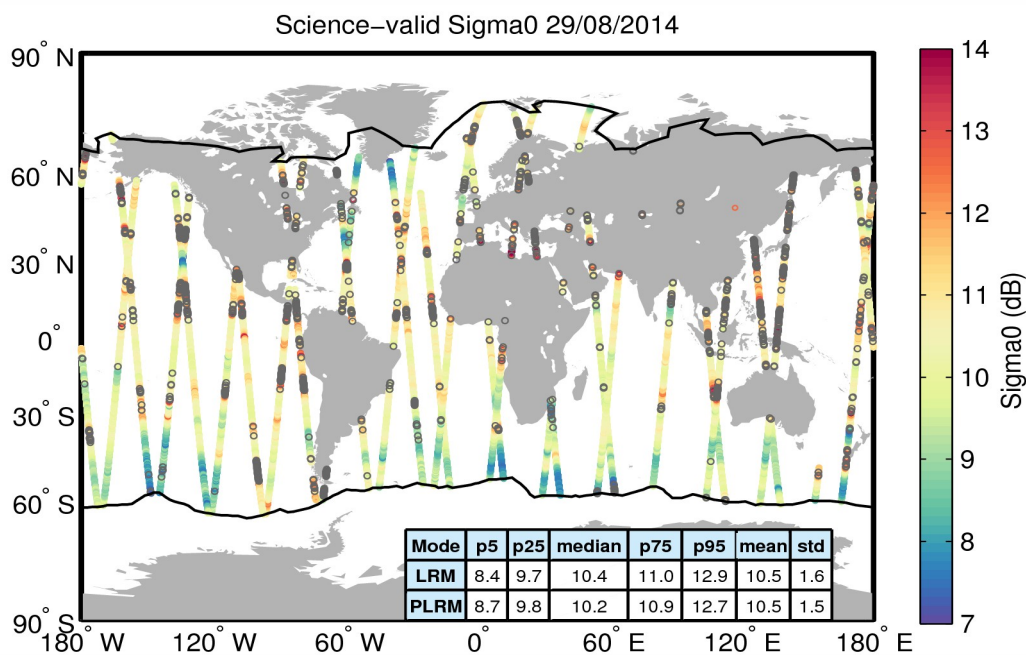 Science−valid Sigma0 29/08/2014
90° N
60° N
30° N
0°
30° S
60° S
90° S
180° W
120° W
60° W
0°
60° E
120° E
180° E
14
13
12
11
10
9
8
7
Sigma0 (dB)
Mode p5 p25 median p75 p95 mean std
LRM 8.4 9.7 10.4 11.0 12.9 10.5 1.6
PLRM 8.7 9.8 10.2 10.9 12.7 10.5 1.5